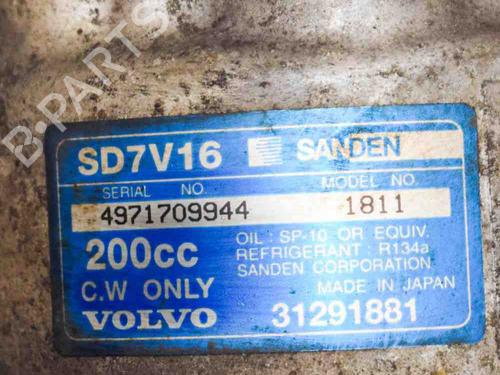 B-PARTS
SD7V16 SANDEN
SERIAL NO. MODEL NO.
4971709944 1811
200cc OIL : SP-10 OR EQUIV.
REFRIGERANT : R134a
SANDEN CORPORATION
C.W ONLY MADE IN JAPAN
VOLVO 31291881